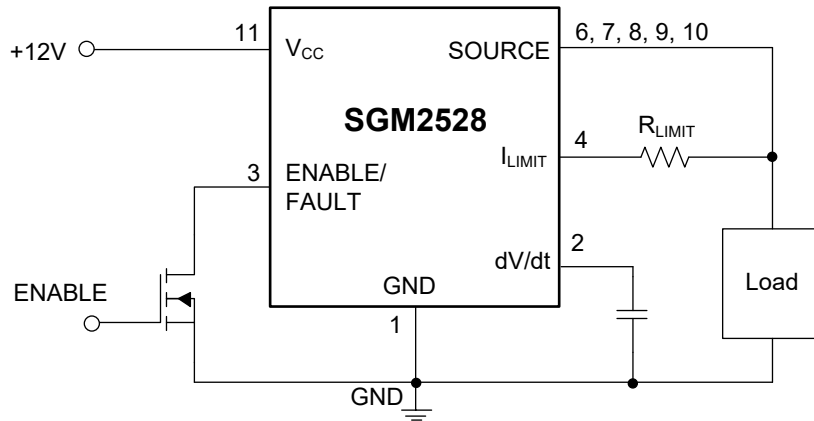 +12V
11
VCC
SOURCE
6, 7, 8, 9, 10
SGM2528
RLIMIT
4
ILIMIT
3
ENABLE/
FAULT
2
dV/dt
Load
ENABLE
GND
1
GND